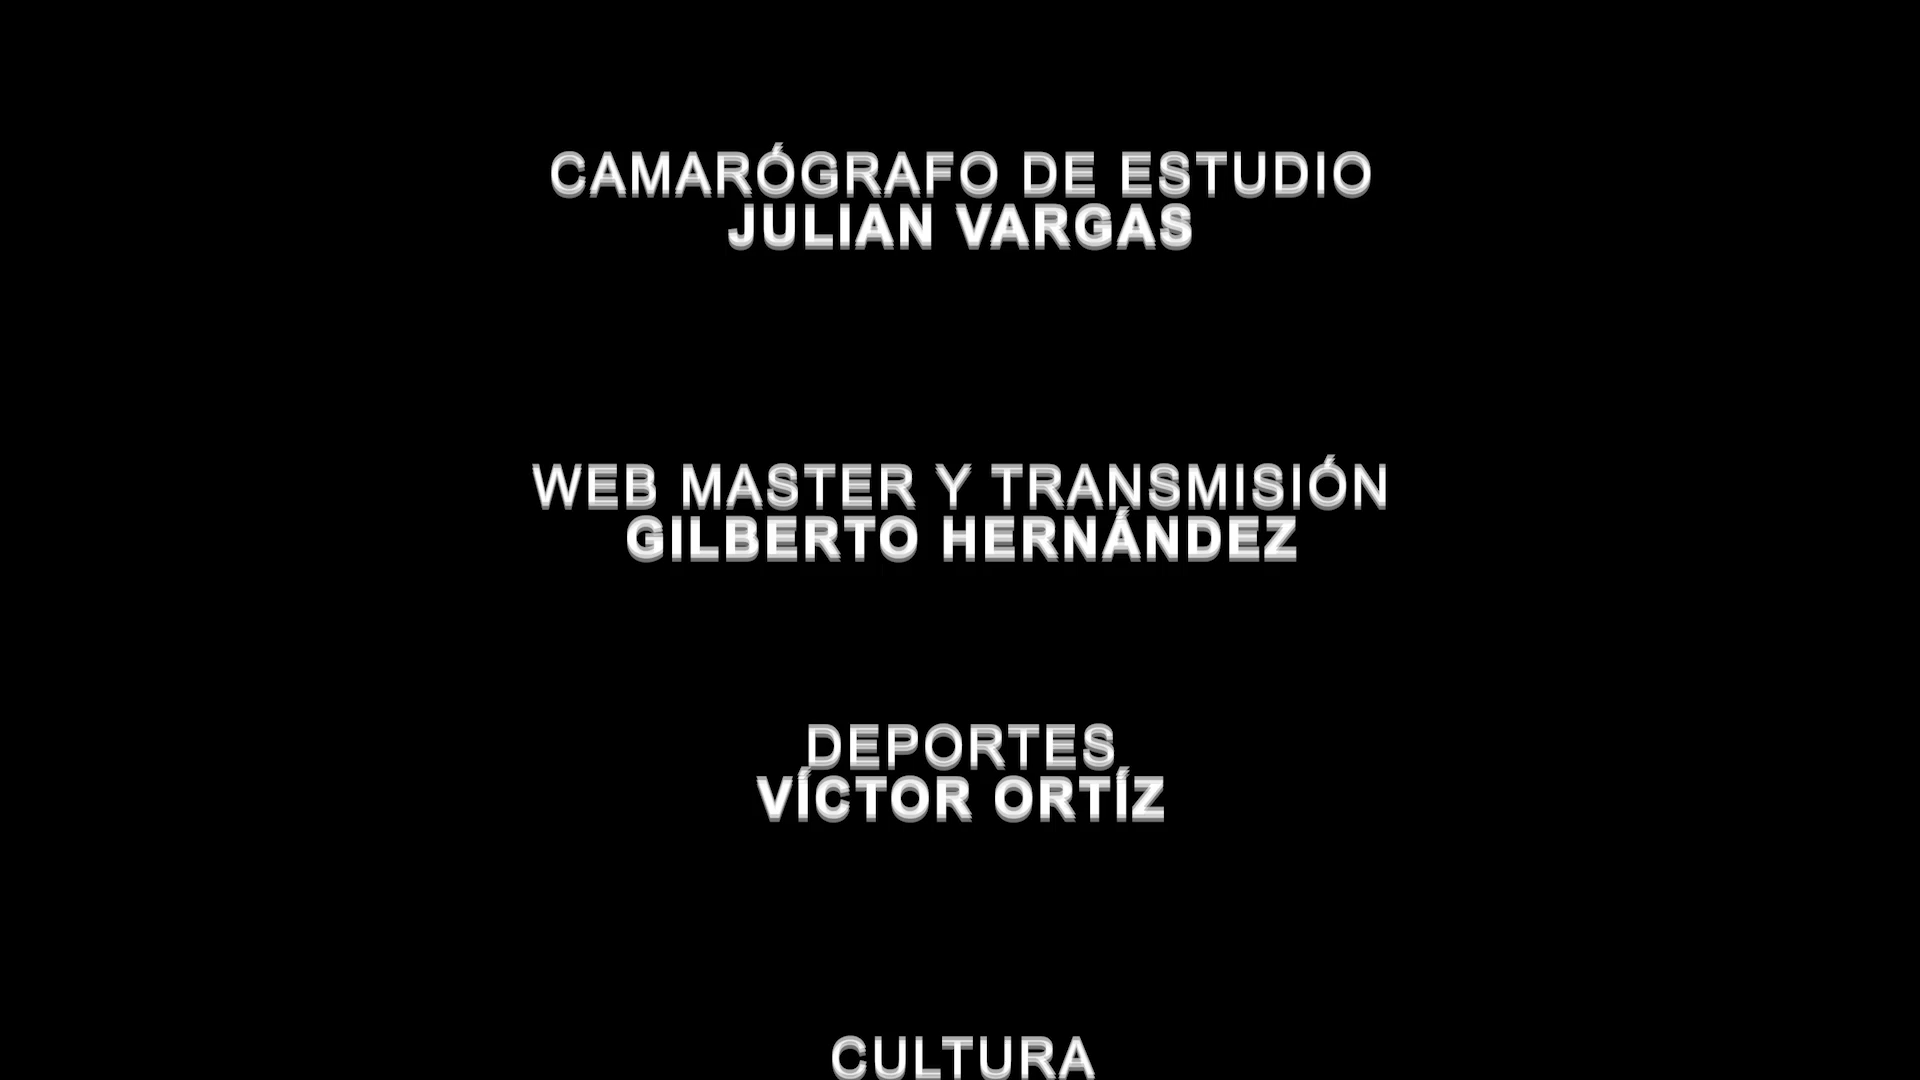 CAMARÓGRAFO DE ESTUDIO
JULIAN VARGAS
WEB MASTER Y TRANSMISIÓN
GILBERTO HERNÁNDEZ
DEPORTES
VÍCTOR ORTÍZ
CULTURA